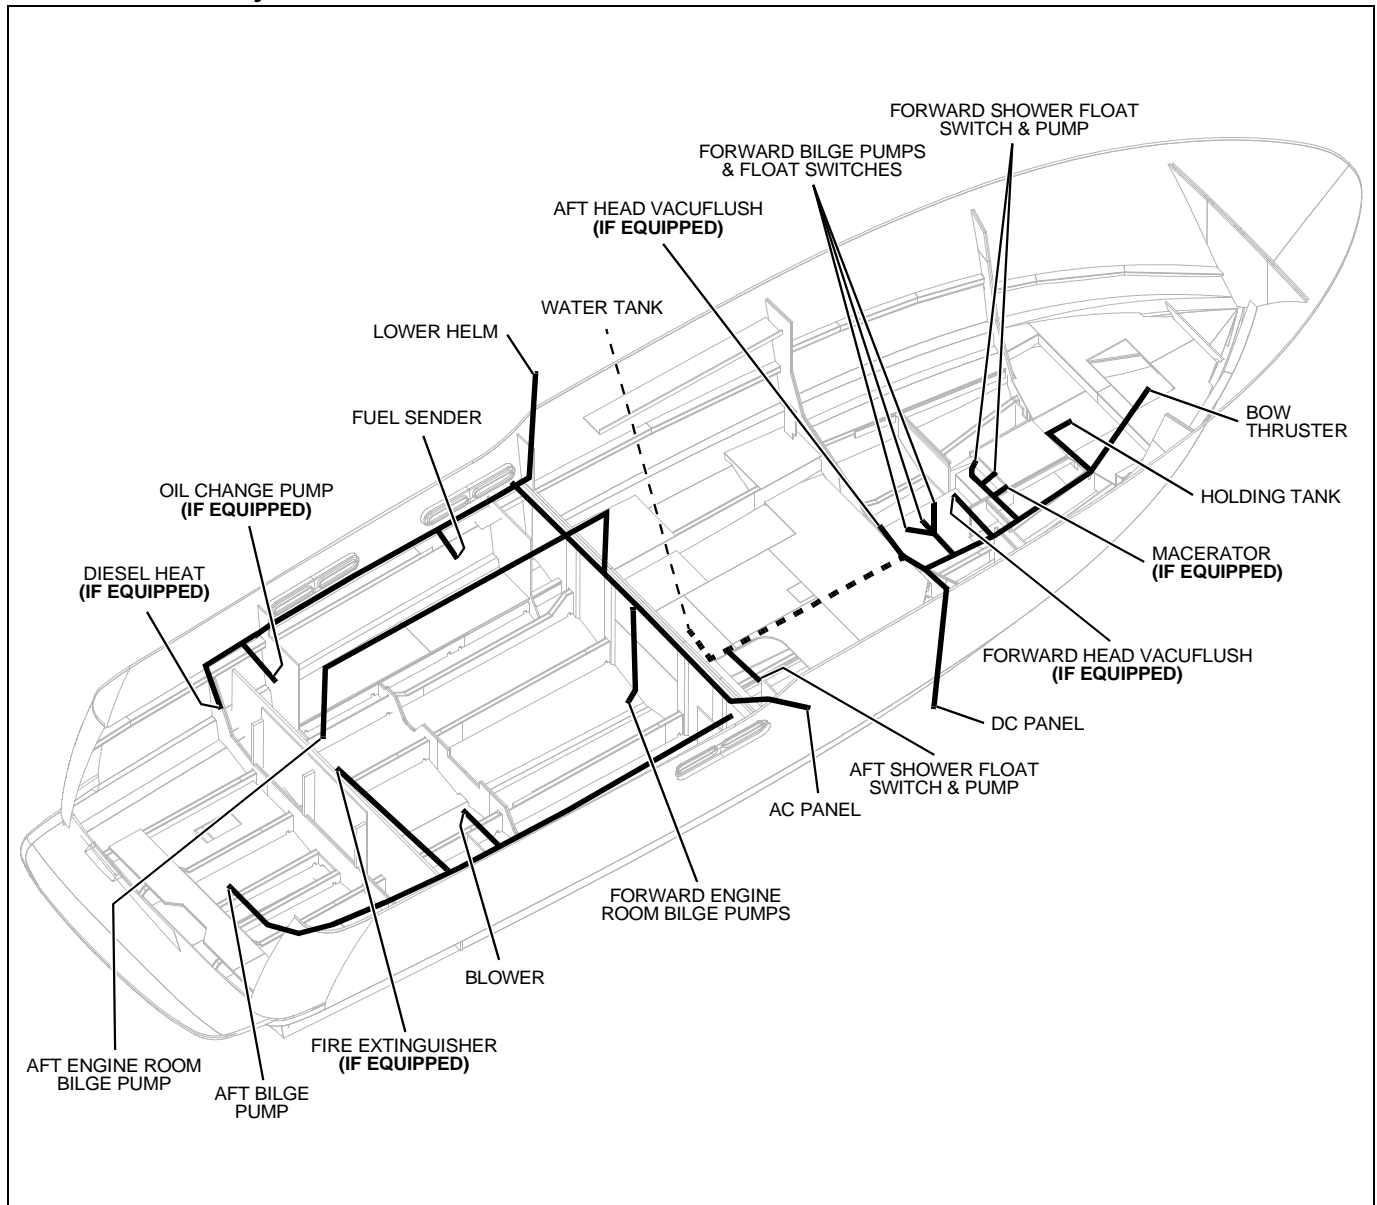 FORWARD SHOWER FLOAT
SWITCH & PUMP
FORWARD BILGE PUMPS
& FLOAT SWITCHES
AFT HEAD VACUFLUSH
(IF EQUIPPED)
WATER TANK
LOWER HELM
FUEL SENDER
OIL CHANGE PUMP
(IF EQUIPPED)
DIESEL HEAT
(IF EQUIPPED)
BOW
THRUSTER
HOLDING TANK
MACERATOR
(IF EQUIPPED)
FORWARD HEAD VACUFLUSH
(IF EQUIPPED)
DC PANEL
AFT SHOWER FLOAT
SWITCH & PUMP
AC PANEL
FORWARD ENGINE
ROOM BILGE PUMPS
BLOWER
FIRE EXTINGUISHER
(IF EQUIPPED)
AFT ENGINE ROOM
BILGE PUMP
AFT BILGE
PUMP